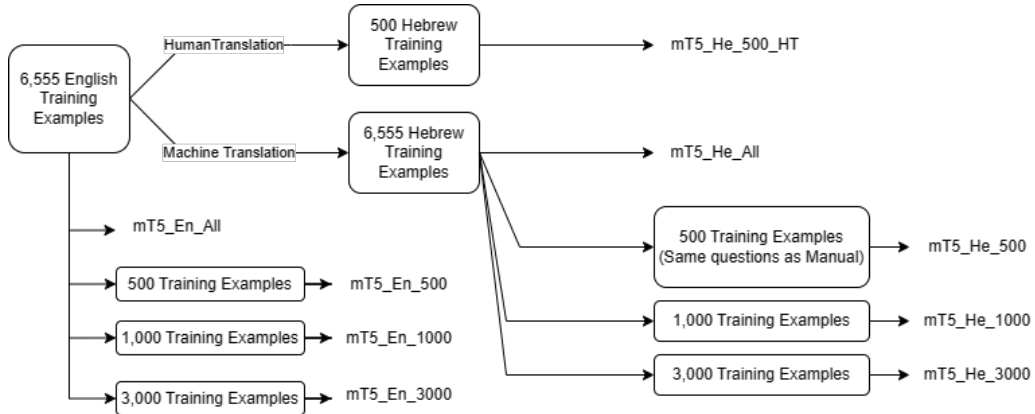 6,555 English
Training
Examples
HumanTranslation
500 Hebrew
Training
Examples
mT5_He_500_HT
Machine Translation
6,555 Hebrew
Training
Examples
mT5_He_All
mT5_En_All
500 Training Examples
mT5_En_500
1,000 Training Examples
mT5_En_1000
3,000 Training Examples
mT5_En_3000
500 Training Examples
(Same questions as Manual)
mT5_He_500
1,000 Training Examples
mT5_He_1000
3,000 Training Examples
mT5_He_3000